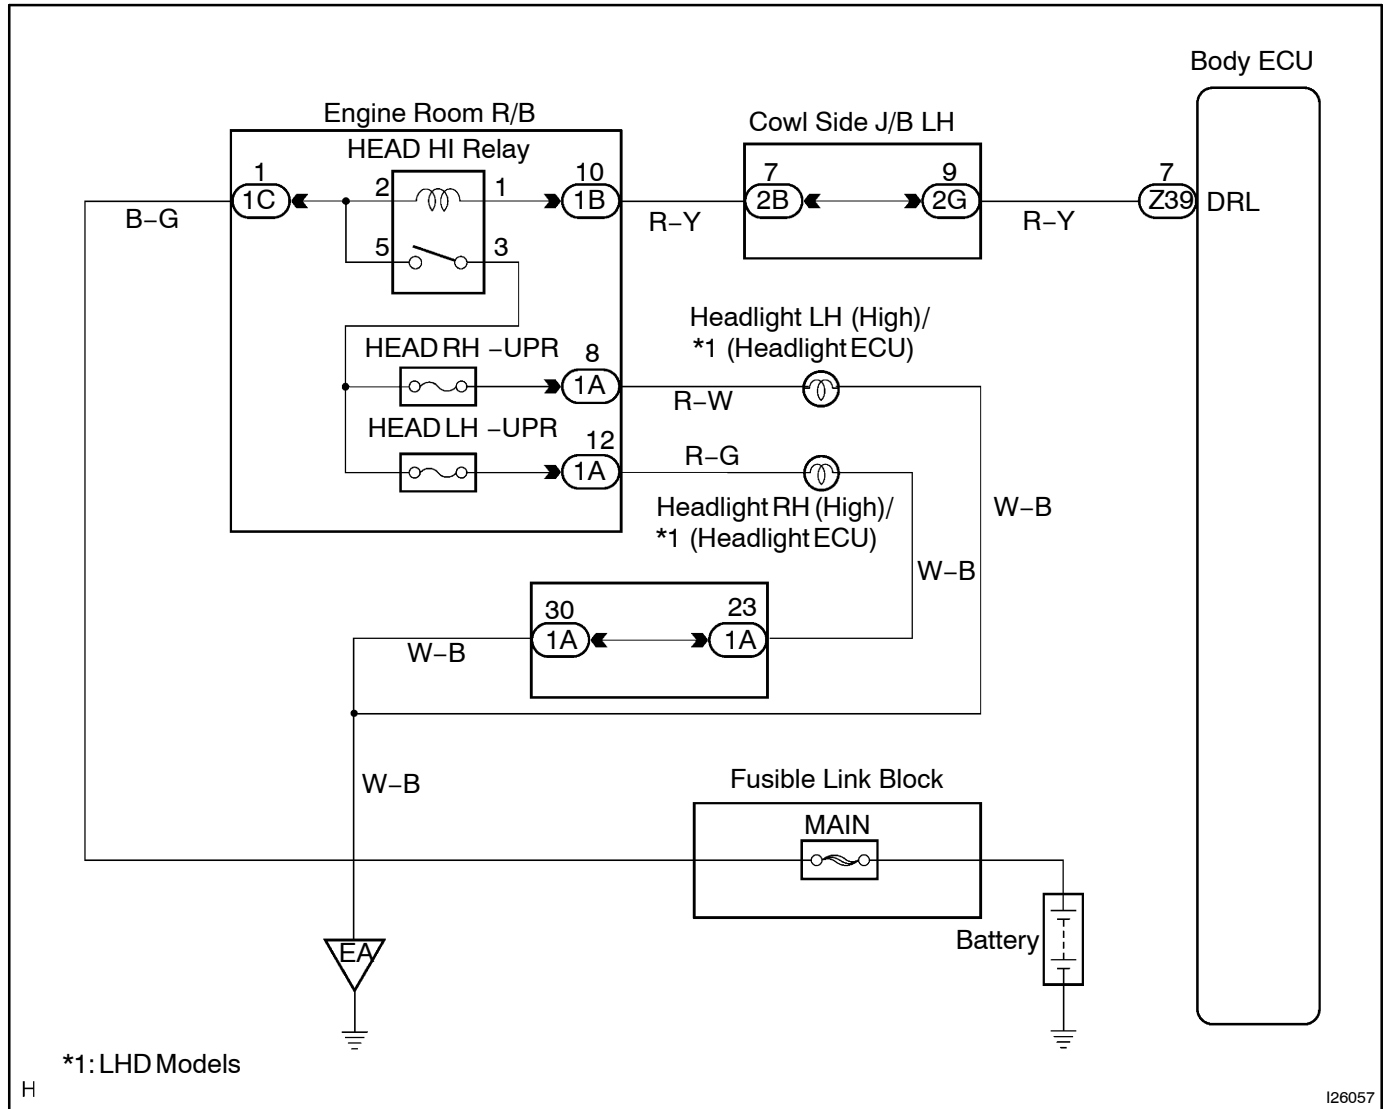 Body ECU
Engine Room R/B
Cowl Side J/B LH
HEAD HI Relay
1
2
1
10
7
9
7
1C
1B
2B
2G
Z39
DRL
B–G
R–Y
R–Y
5
3
Headlight LH (High)/
*1 (Headlight ECU)
HEAD RH –UPR
8
1A
R–W
HEAD LH –UPR
12
1A
R–G
Headlight RH (High)/
*1 (Headlight ECU)
W–B
W–B
30
23
1A
1A
W–B
W–B
Fusible Link Block
MAIN
Battery
EA
*1: LHD Models
H
I26057